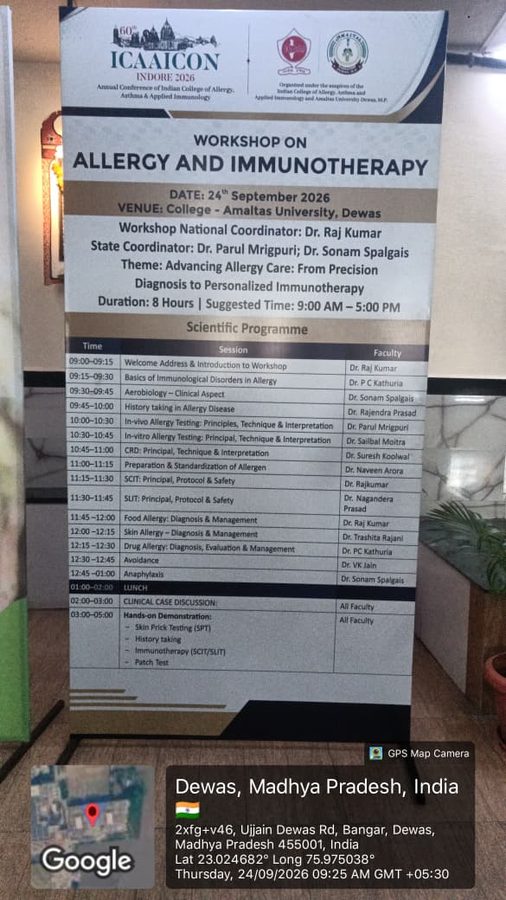 60th
ICAAICON
INDORE 2026
Annual Conference of Indian College of Allergy,
Asthma & Applied Immunology
Organized under the auspices of the
Indian College of Allergy, Asthma and
Applied Immunology and Amaltas University Dewas, M.P.
WORKSHOP ON
ALLERGY AND IMMUNOTHERAPY
DATE: 24th September 2026
VENUE: College - Amaltas University, Dewas
Workshop National Coordinator: Dr. Raj Kumar
State Coordinator: Dr. Parul Mrigpuri; Dr. Sonam Spalgais
Theme: Advancing Allergy Care: From Precision
Diagnosis to Personalized Immunotherapy
Duration: 8 Hours | Suggested Time: 9:00 AM – 5:00 PM
Scientific Programme
Time Session Faculty
09:00–09:15 Welcome Address & Introduction to Workshop Dr. Raj Kumar
09:15–09:30 Basics of Immunological Disorders in Allergy Dr. P C Kathuria
09:30–09:45 Aerobiology – Clinical Aspect Dr. Sonam Spalgais
09:45–10:00 History taking in Allergy Disease Dr. Rajendra Prasad
10:00–10:30 In-vivo Allergy Testing: Principles, Technique & Interpretation Dr. Parul Mrigpuri
10:30–10:45 In-vitro Allergy Testing: Principal, Technique & Interpretation Dr. Sailbal Moitra
10:45–11:00 CRD: Principal, Technique & Interpretation Dr. Suresh Koolwal
11:00–11:15 Preparation & Standardization of Allergen Dr. Naveen Arora
11:15–11:30 SCIT: Principal, Protocol & Safety Dr. Rajkumar
11:30–11:45 SLIT: Principal, Protocol & Safety Dr. Nagandera
Prasad
11:45–12:00 Food Allergy: Diagnosis & Management Dr. Raj Kumar
12:00–12:15 Skin Allergy – Diagnosis & Management Dr. Trashita Rajani
12:15–12:30 Drug Allergy: Diagnosis, Evaluation & Management Dr. PC Kathuria
12:30–12:45 Avoidance Dr. VK Jain
12:45–01:00 Anaphylaxis Dr. Sonam Spalgais
01:00–02:00 LUNCH
02:00–03:00 CLINICAL CASE DISCUSSION: All Faculty
03:00–05:00 Hands-on Demonstration: All Faculty
– Skin Prick Testing (SPT)
– History taking
– Immunotherapy (SCIT/SLIT)
– Patch Test
GPS Map Camera
Google
Dewas, Madhya Pradesh, India
2xfg+v46, Ujjain Dewas Rd, Bangar, Dewas,
Madhya Pradesh 455001, India
Lat 23.024682° Long 75.975038°
Thursday, 24/09/2026 09:25 AM GMT +05:30